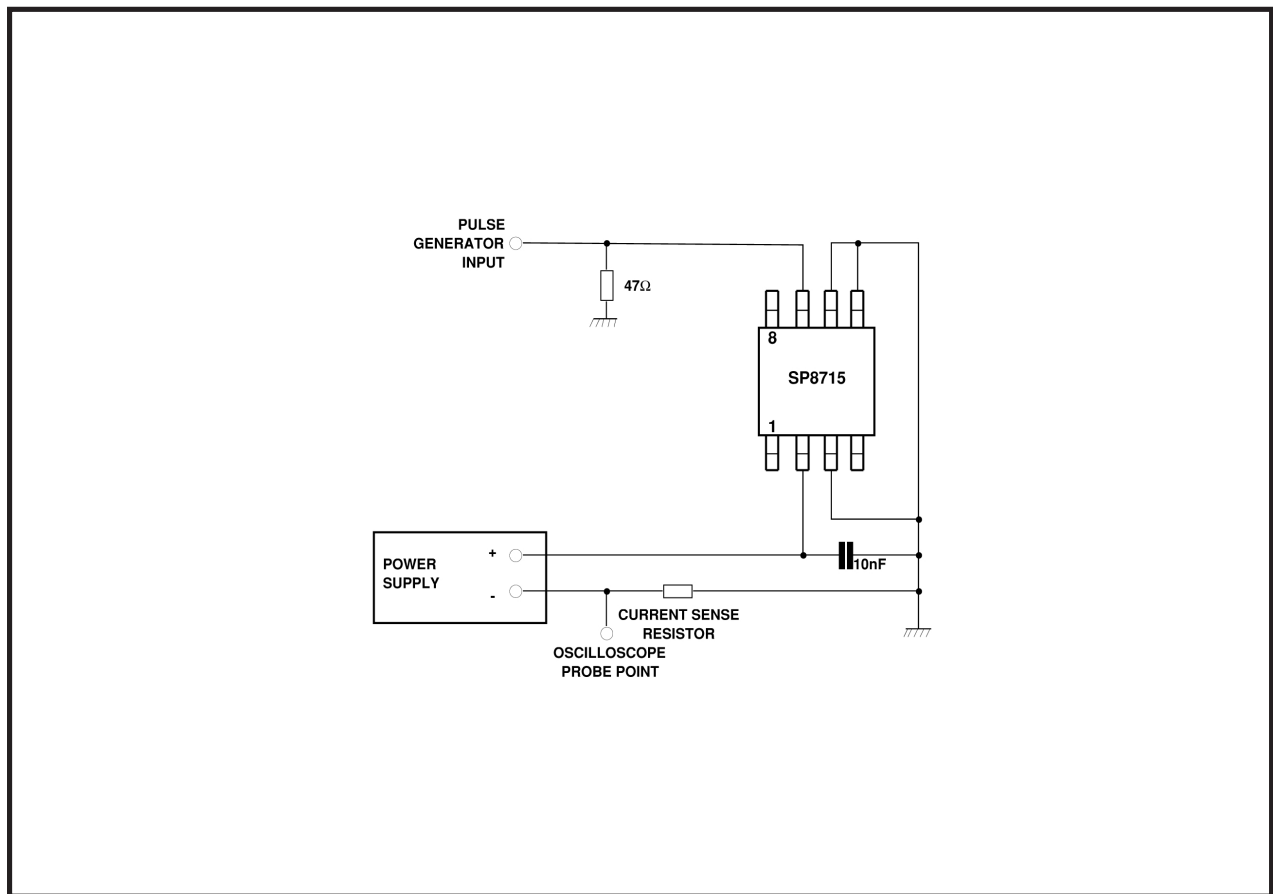 PULSE
GENERATOR
INPUT
47Ω
8
SP8715
1
+
POWER
SUPPLY
-
10nF
CURRENT SENSE
RESISTOR
OSCILLOSCOPE
PROBE POINT